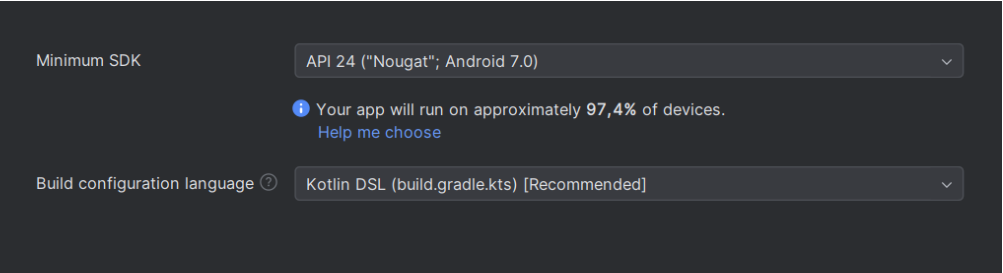 Minimum SDK
API 24 ("Nougat"; Android 7.0)
Your app will run on approximately 97,4% of devices.
Help me choose
Build configuration language
Kotlin DSL (build.gradle.kts) [Recommended]